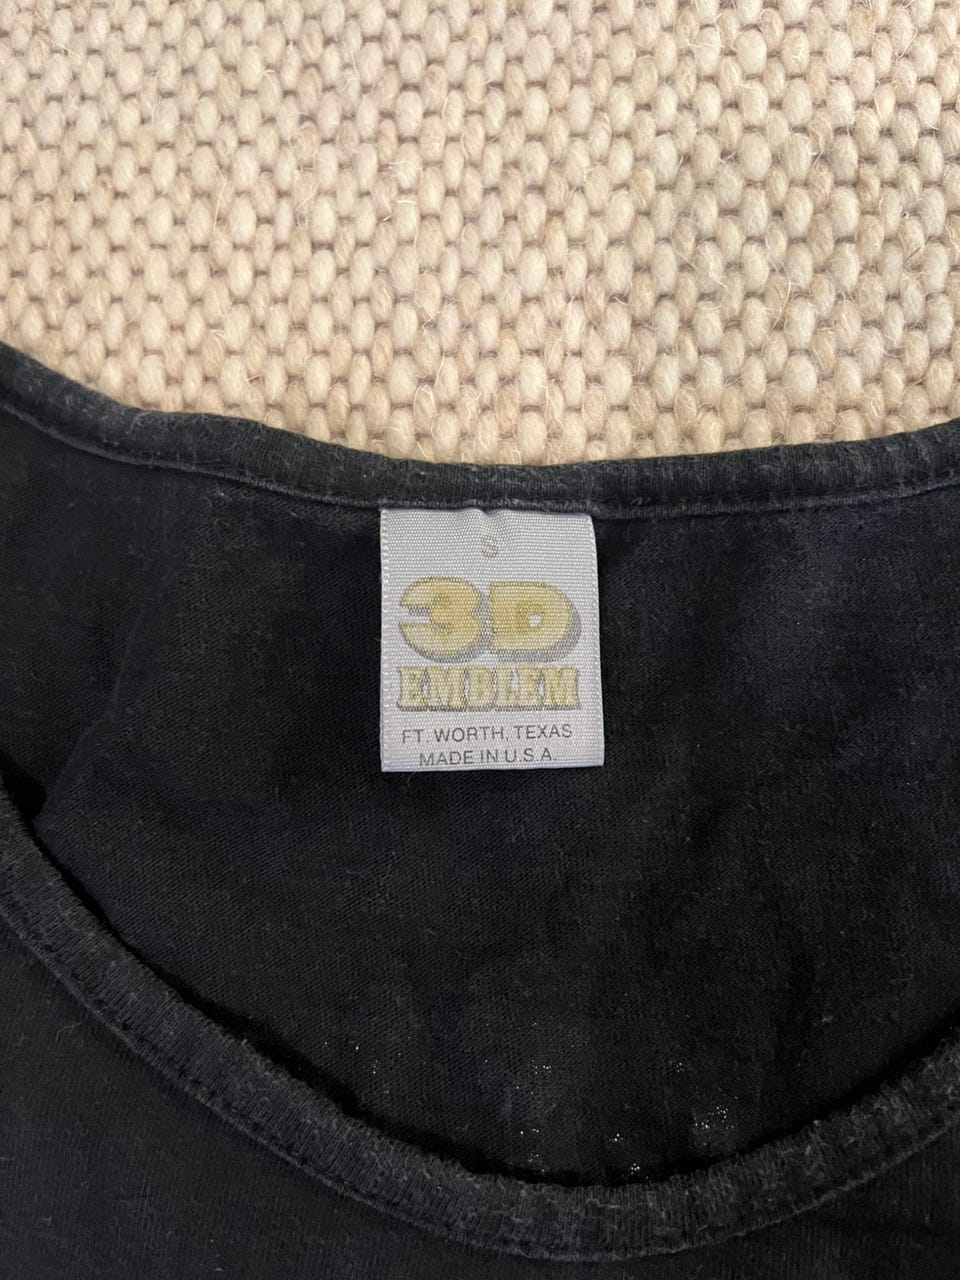 S
3D
EMBLEM
FT. WORTH, TEXAS
MADE IN U.S.A.